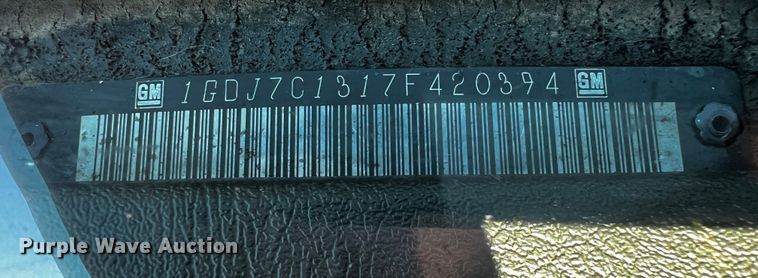 GM 1GDJ7C1317F420394 GM
Purple Wave Auction